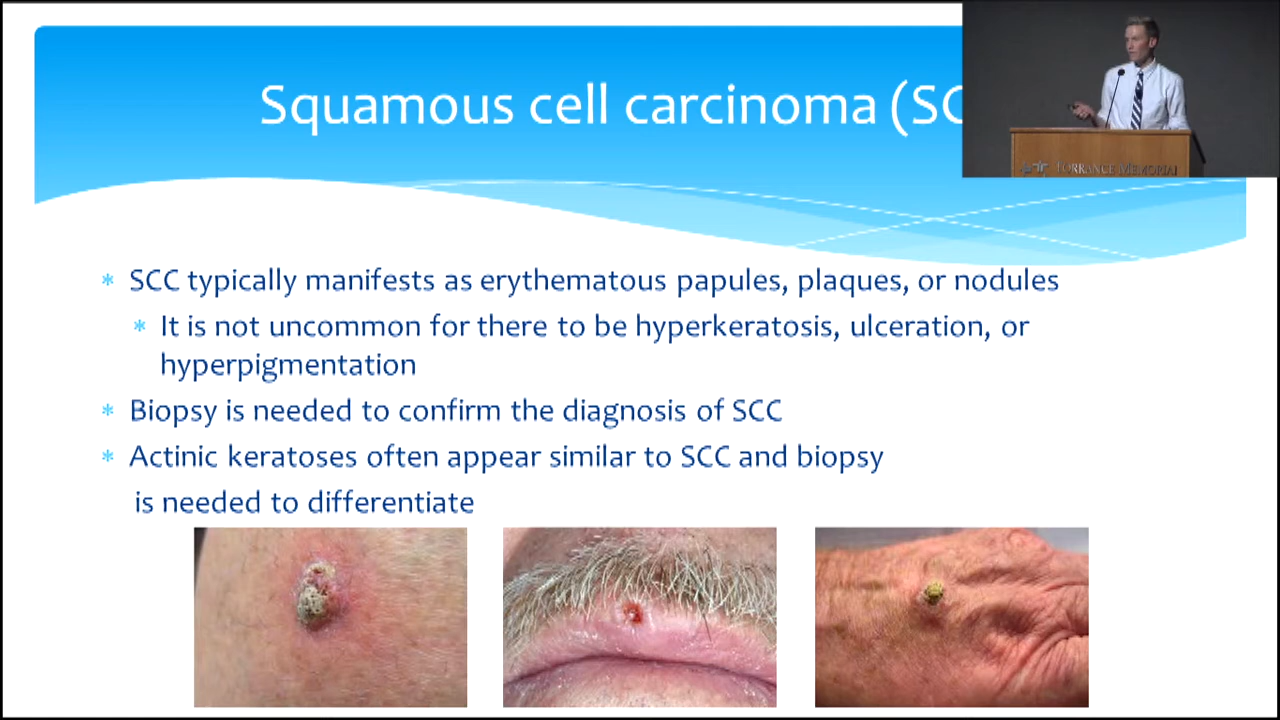 Squamous cell carcinoma (SC
* SCC typically manifests as erythematous papules, plaques, or nodules
* It is not uncommon for there to be hyperkeratosis, ulceration, or
hyperpigmentation
* Biopsy is needed to confirm the diagnosis of SCC
* Actinic keratoses often appear similar to SCC and biopsy
is needed to differentiate
TORRANCE MEMORIAL